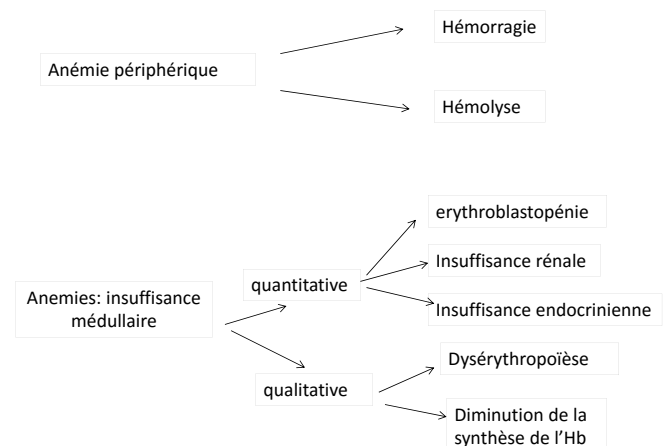 Hémorragie
Anémie périphérique
Hémolyse
erythroblastopénie
Insuffisance rénale
quantitative
Anemies: insuffisance
médullaire
Insuffisance endocrinienne
Dysérythropoïèse
qualitative
Diminution de la
synthèse de l'Hb